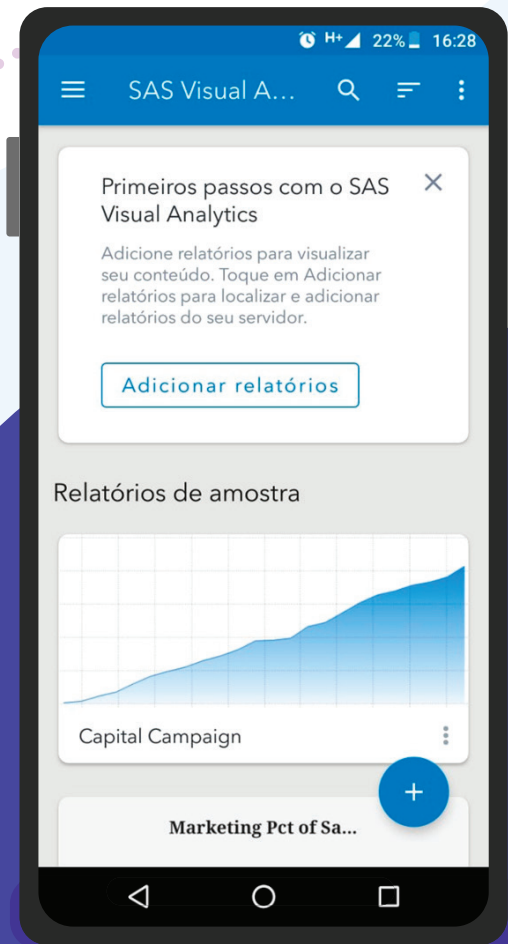 H+ 22% 16:28
SAS Visual A...
Primeiros passos com o SAS
Visual Analytics
Adicione relatórios para visualizar
seu conteúdo. Toque em Adicionar
relatórios para localizar e adicionar
relatórios do seu servidor.
Adicionar relatórios
Relatórios de amostra
Capital Campaign
Marketing Pct of Sa...